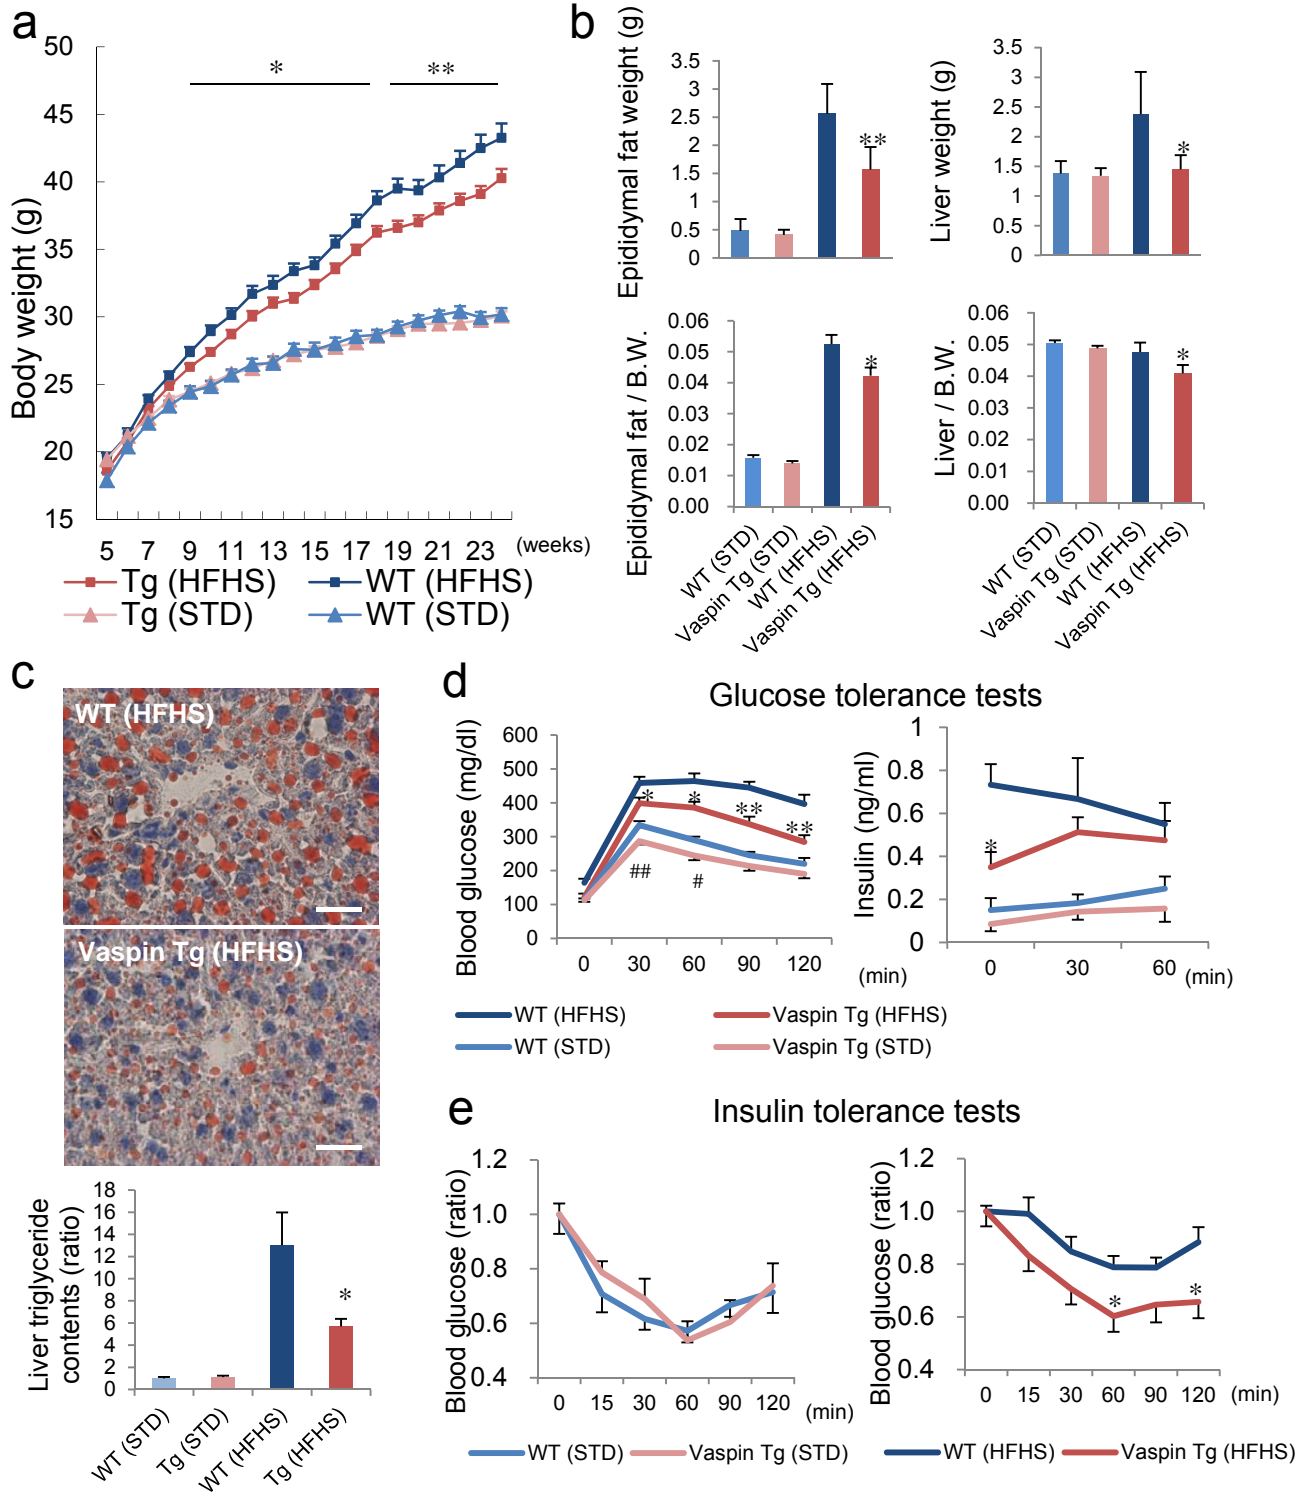 a
Body weight (g)
50
45
40
35
30
25
20
15
*
**
5 7 9 11 13 15 17 19 21 23 (weeks)
Tg (HFHS) WT (HFHS)
Tg (STD) WT (STD)
b
Epididymal fat weight (g)
3.5
3
2.5
2
1.5
1
0.5
0
**
Liver weight (g)
3.5
3
2.5
2
1.5
1
0.5
0
*
Epididymal fat / B.W.
0.06
0.05
0.04
0.03
0.02
0.01
0.00
*
WT (STD)
Vaspin Tg (STD)
WT (HFHS)
Vaspin Tg (HFHS)
Liver / B.W.
0.06
0.05
0.04
0.03
0.02
0.01
0.00
*
WT (STD)
Vaspin Tg (STD)
WT (HFHS)
Vaspin Tg (HFHS)
c
WT (HFHS)
Vaspin Tg (HFHS)
Liver triglyceride
contents (ratio)
18
16
14
12
10
8
6
4
2
0
*
WT (STD)
Tg (STD)
WT (HFHS)
Tg (HFHS)
d
Glucose tolerance tests
Blood glucose (mg/dl)
600
500
400
300
200
100
0
* * ** **
## #
0 30 60 90 120 (min)
Insulin (ng/ml)
1
0.8
0.6
0.4
0.2
0
*
0 30 60 (min)
WT (HFHS) Vaspin Tg (HFHS)
WT (STD) Vaspin Tg (STD)
e
Insulin tolerance tests
Blood glucose (ratio)
1.2
1.0
0.8
0.6
0.4
0 15 30 60 90 120 (min)
WT (STD) Vaspin Tg (STD)
Blood glucose (ratio)
1.2
1.0
0.8
0.6
0.4
* *
0 15 30 60 90 120 (min)
WT (HFHS) Vaspin Tg (HFHS)